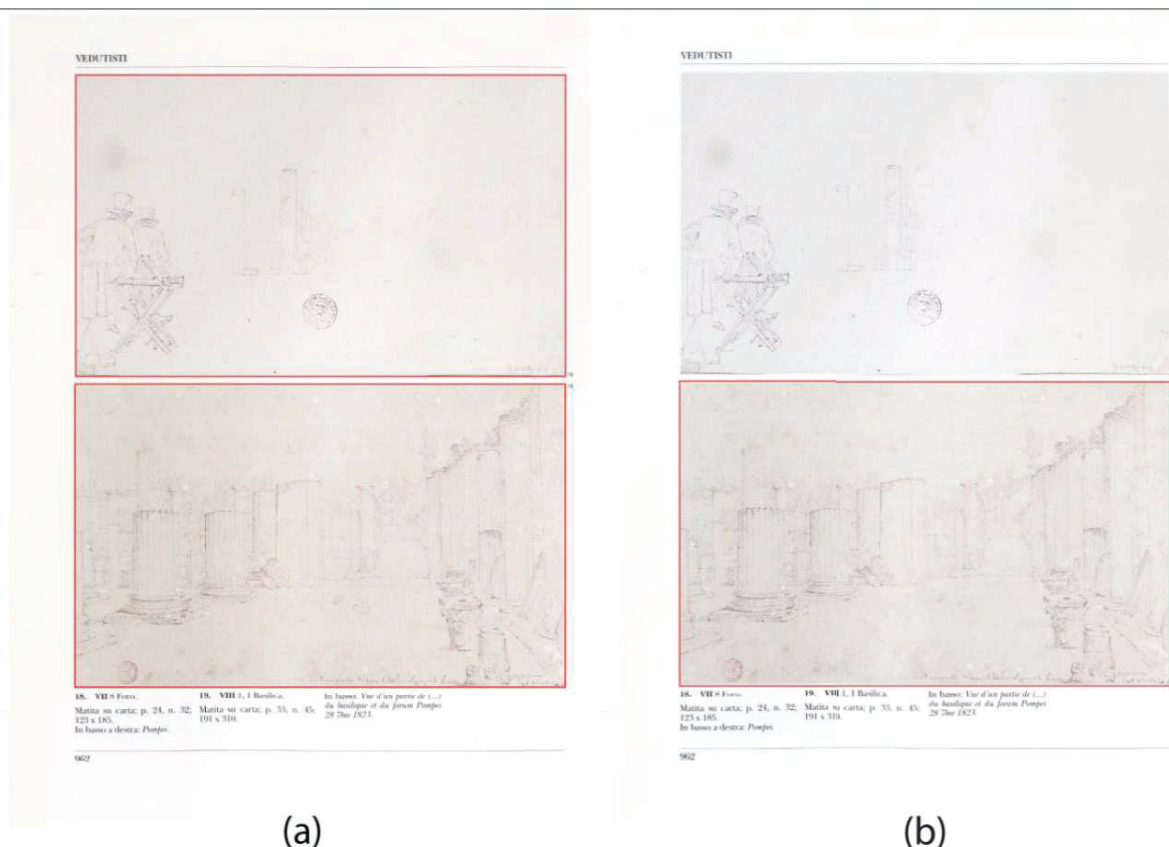 VEDUTISTI
18. VII 8 Foro.
Matita su carta; p. 24, n. 32;
123 x 185.
In basso a destra: Pompei.
19. VIII 1, 1 Basilica.
Matita su carta; p. 33, n. 45;
191 x 310.
In basso: Vue d'un partie de (...)
du basilique et du forum Pompei
28 7bre 1823.
962
(a)
VEDUTISTI
18. VII 8 Foro.
Matita su carta; p. 24, n. 32;
123 x 185.
In basso a destra: Pompei.
19. VIII 1, 1 Basilica.
Matita su carta; p. 33, n. 45;
191 x 310.
In basso: Vue d'un partie de (...)
du basilique et du forum Pompei
28 7bre 1823.
962
(b)